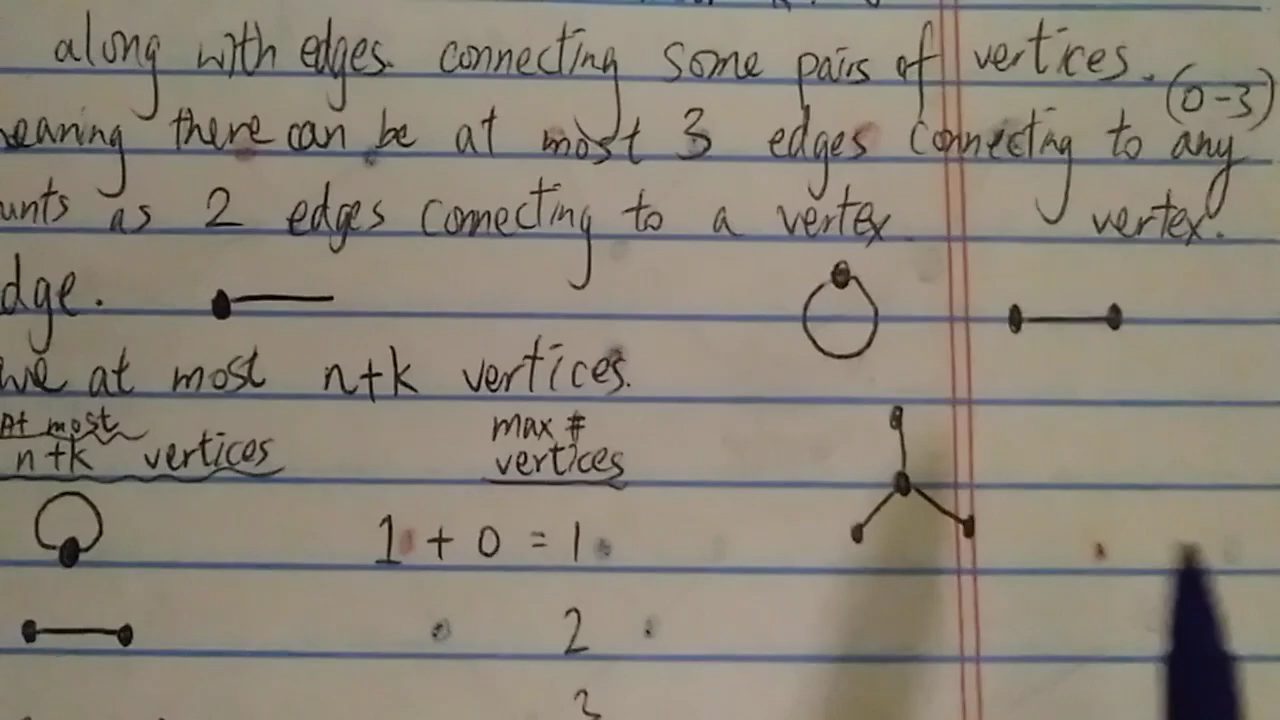 along with edges connecting some pairs of vertices. (0-3)
there can be at most 3 edges connecting to any
as 2 edges connecting to a vertex. vertex.
at most n+k vertices.
At most max #
n+k vertices vertices
1 + 0 = 1
2
3